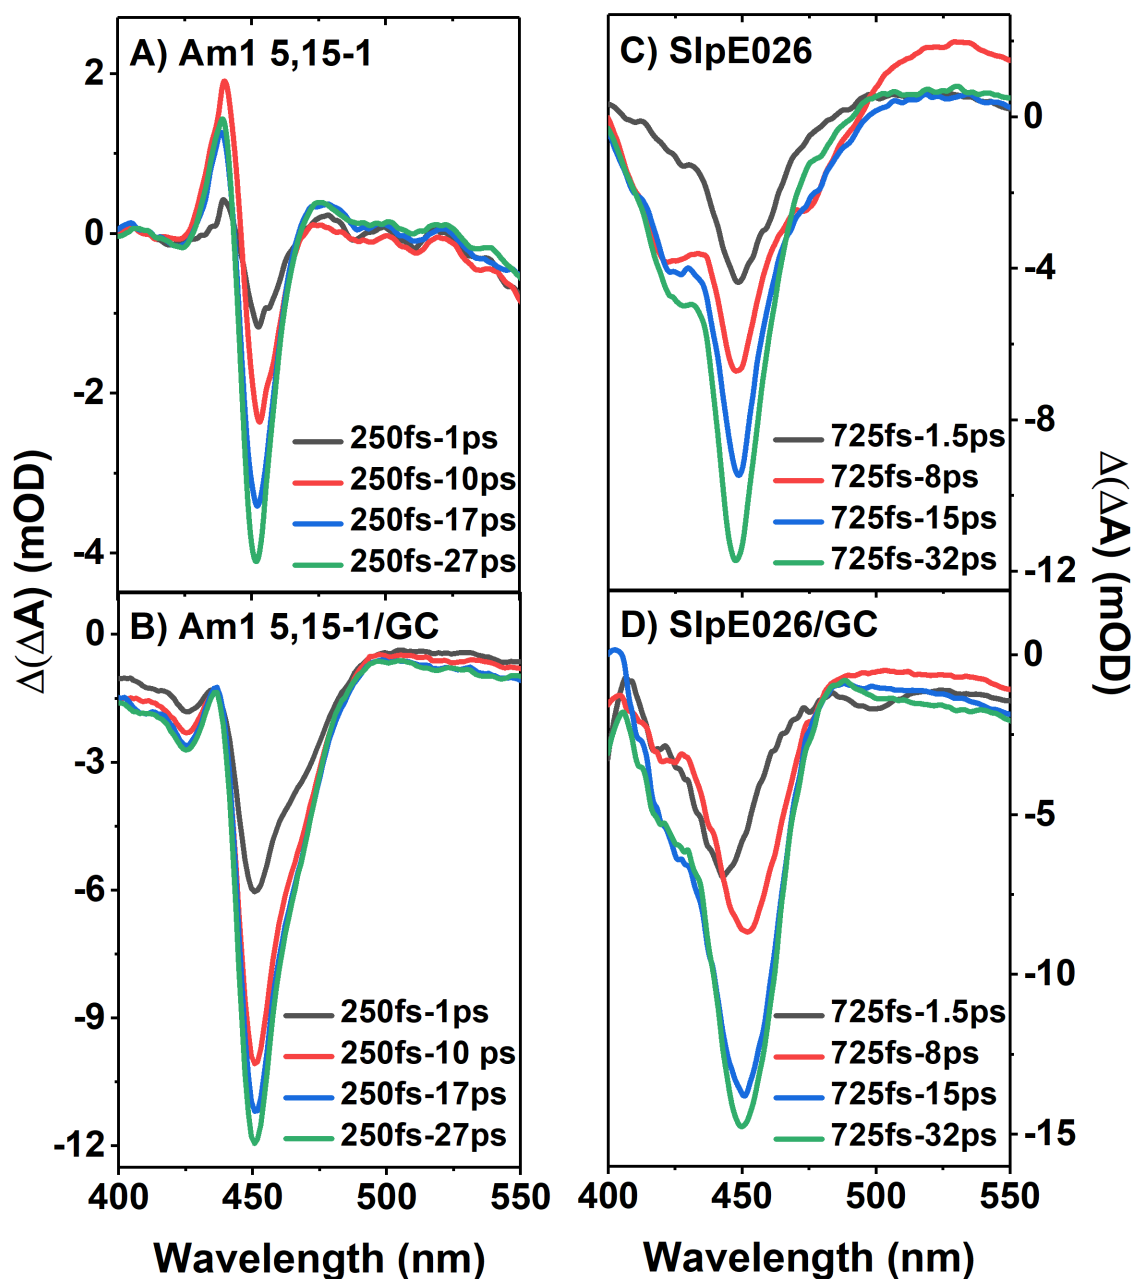 A) Am1 5,15-1
2
0
-2
-4
250fs-1ps
250fs-10ps
250fs-17ps
250fs-27ps
C) SlpE026
0
-4
-8
-12
725fs-1.5ps
725fs-8ps
725fs-15ps
725fs-32ps
Δ(ΔA) (mOD)
Δ(ΔA) (mOD)
B) Am1 5,15-1/GC
0
-3
-6
-9
-12
250fs-1ps
250fs-10 ps
250fs-17ps
250fs-27ps
400 450 500 550
Wavelength (nm)
D) SlpE026/GC
0
-5
-10
-15
725fs-1.5ps
725fs-8ps
725fs-15ps
725fs-32ps
400 450 500 550
Wavelength (nm)